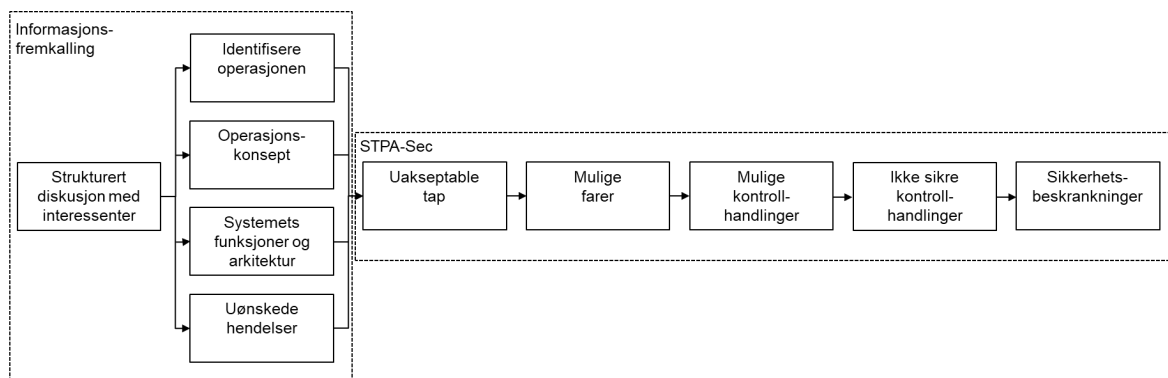 Informasjons-
fremkalling
Strukturert
diskusjon med
interessenter
Identifisere
operasjonen
Operasjons-
konsept
Systemets
funksjoner og
arkitektur
Uønskede
hendelser
STPA-Sec
Uakseptable
tap
Mulige
farer
Mulige
kontroll-
handlinger
Ikke sikre
kontroll-
handlinger
Sikkerhets-
beskrankninger